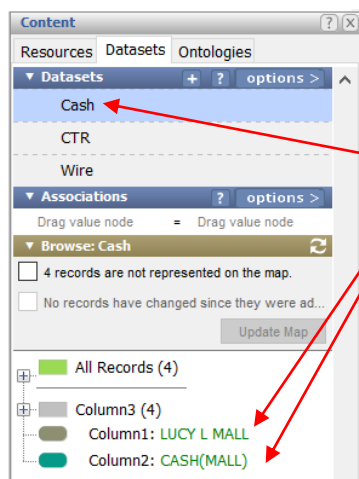 Content ? X
Resources Datasets Ontologies
▼ Datasets + ? options >
Cash
CTR
Wire
▼ Associations ? options >
Drag value node = Drag value node
▼ Browse: Cash
4 records are not represented on the map.
No records have changed since they were ad...
Update Map
All Records (4)
Column3 (4)
Column1: LUCY L MALL
Column2: CASH(MALL)